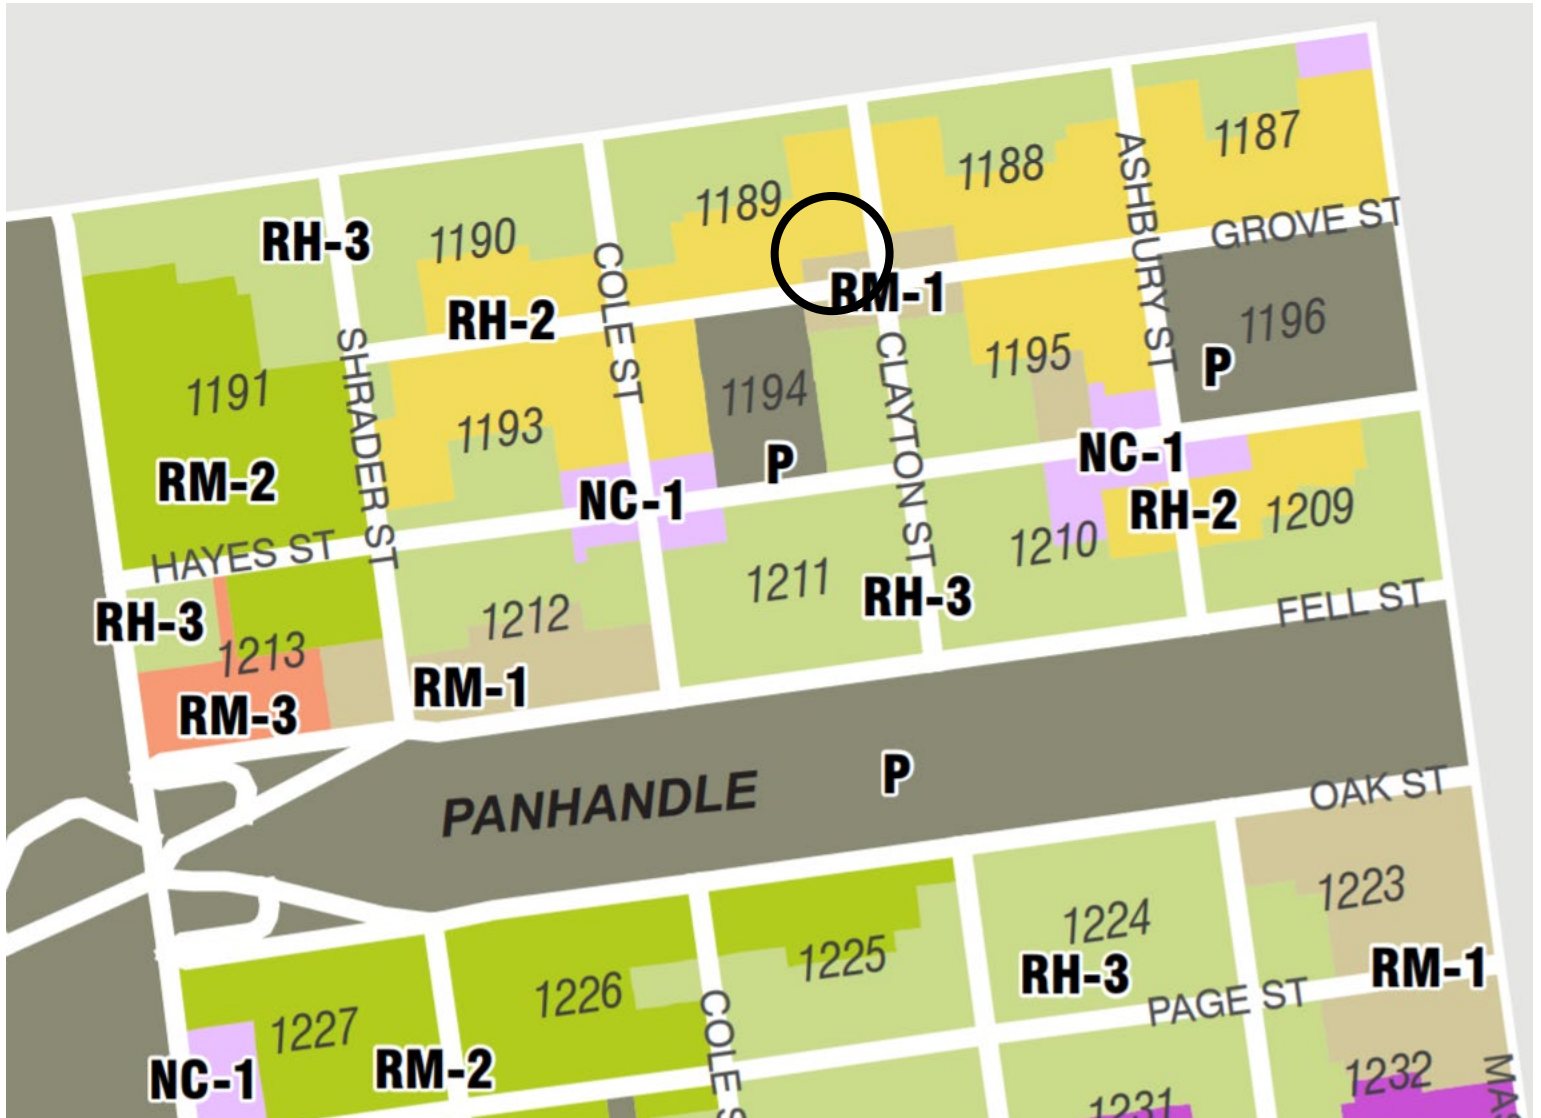 1187
ASHBURY ST
1188
1189
GROVE ST
RH-3
1190
COLE ST
RM-1
RH-2
1196
P
SHRADER ST
CLAYTON ST
1195
1191
1194
P
1193
NC-1
RM-2
NC-1
RH-2
1209
HAYES ST
1210
1211
RH-3
FELL ST
RH-3
1212
1213
RM-1
RM-3
PANHANDLE
P
OAK ST
1223
1224
RH-3
RM-1
1225
1226
PAGE ST
COLE S
1227
NC-1
RM-2
1232
MAS
1231